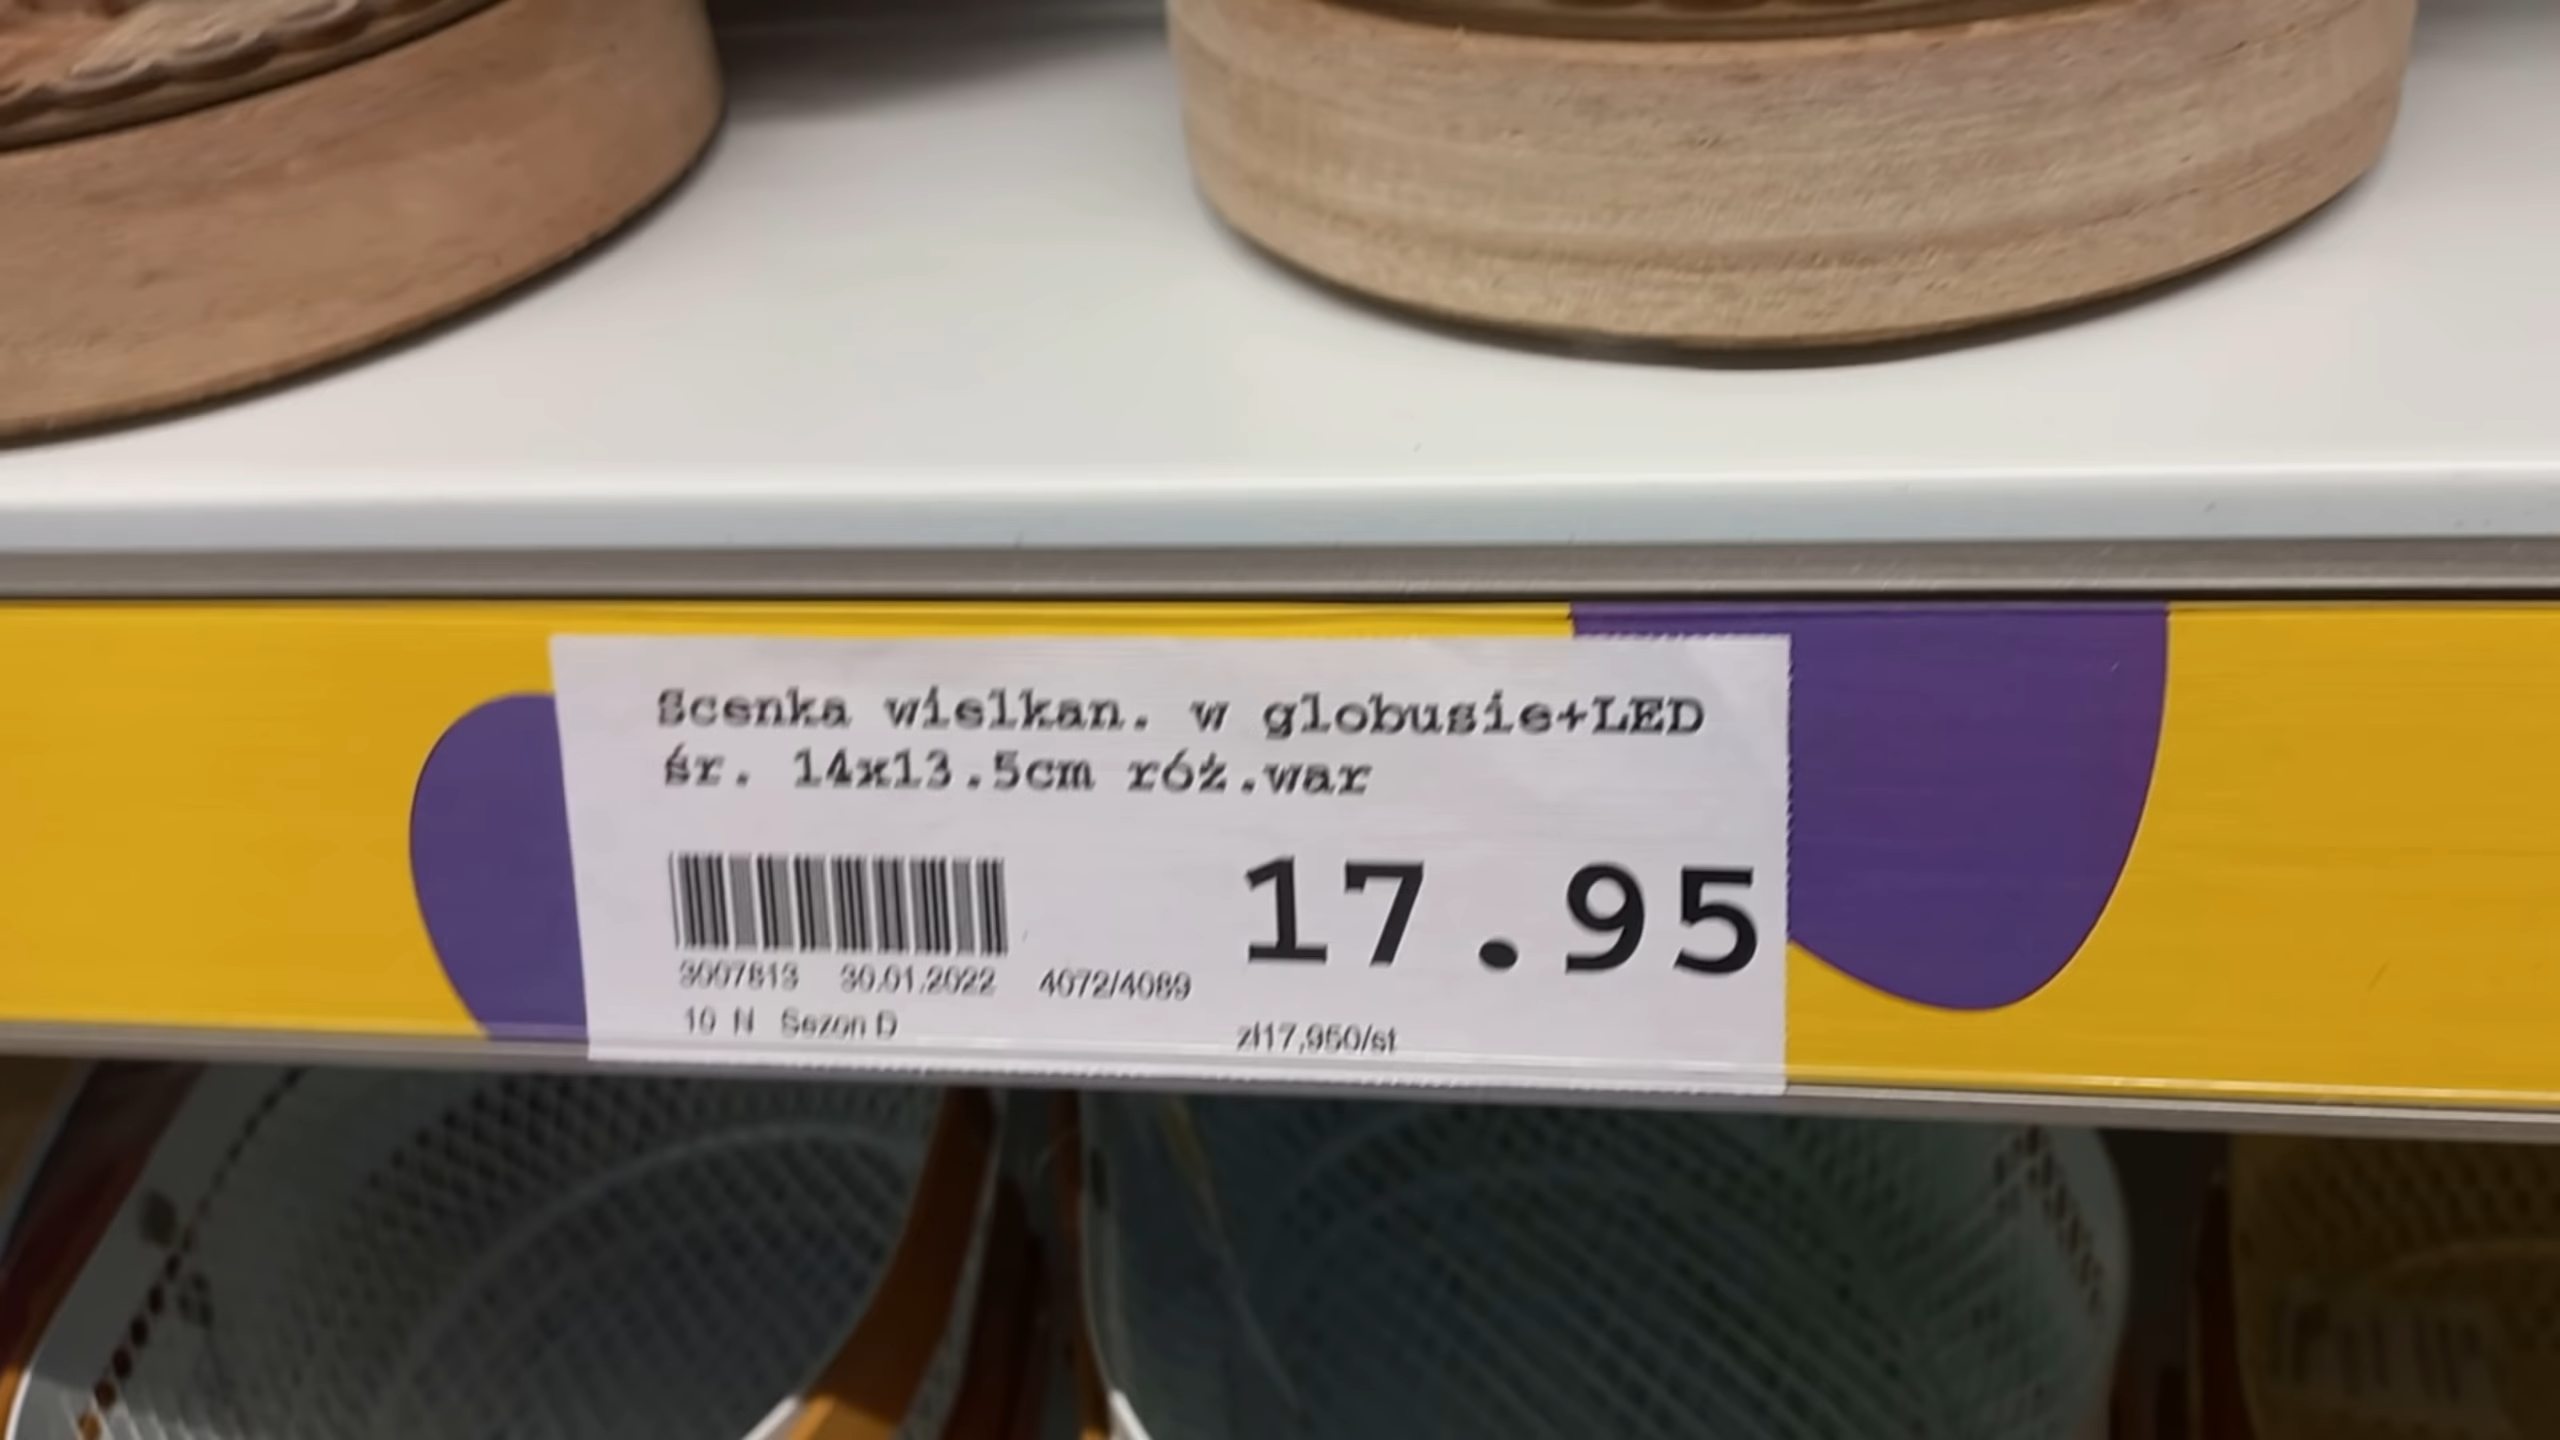 Scenka wielkan. w globusie+LED
śr. 14x13.5cm róż.war
17.95
3007813 30.01.2022 4072/4089
10 N Sezon D zł17,950/st